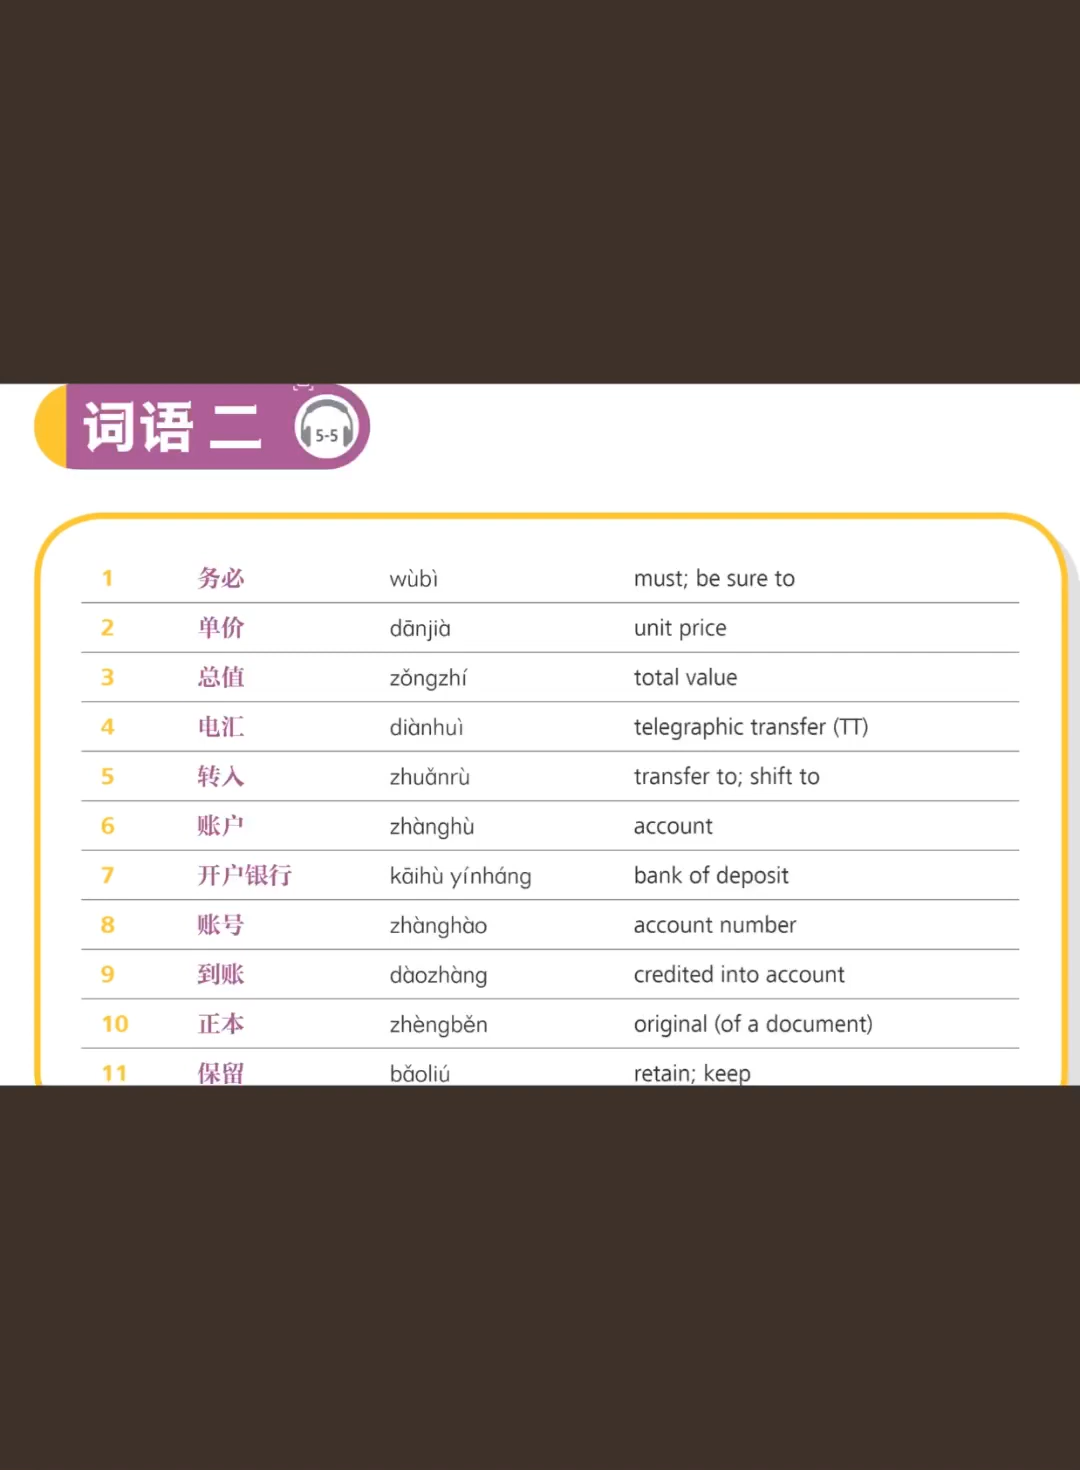 词语 二 5-5
1 务必 wùbì must; be sure to
2 单价 dānjià unit price
3 总值 zǒngzhí total value
4 电汇 diànhuì telegraphic transfer (TT)
5 转入 zhuǎnrù transfer to; shift to
6 账户 zhànghù account
7 开户银行 kāihù yínháng bank of deposit
8 账号 zhànghào account number
9 到账 dàozhàng credited into account
10 正本 zhèngběn original (of a document)
11 保留 bǎoliú retain; keep